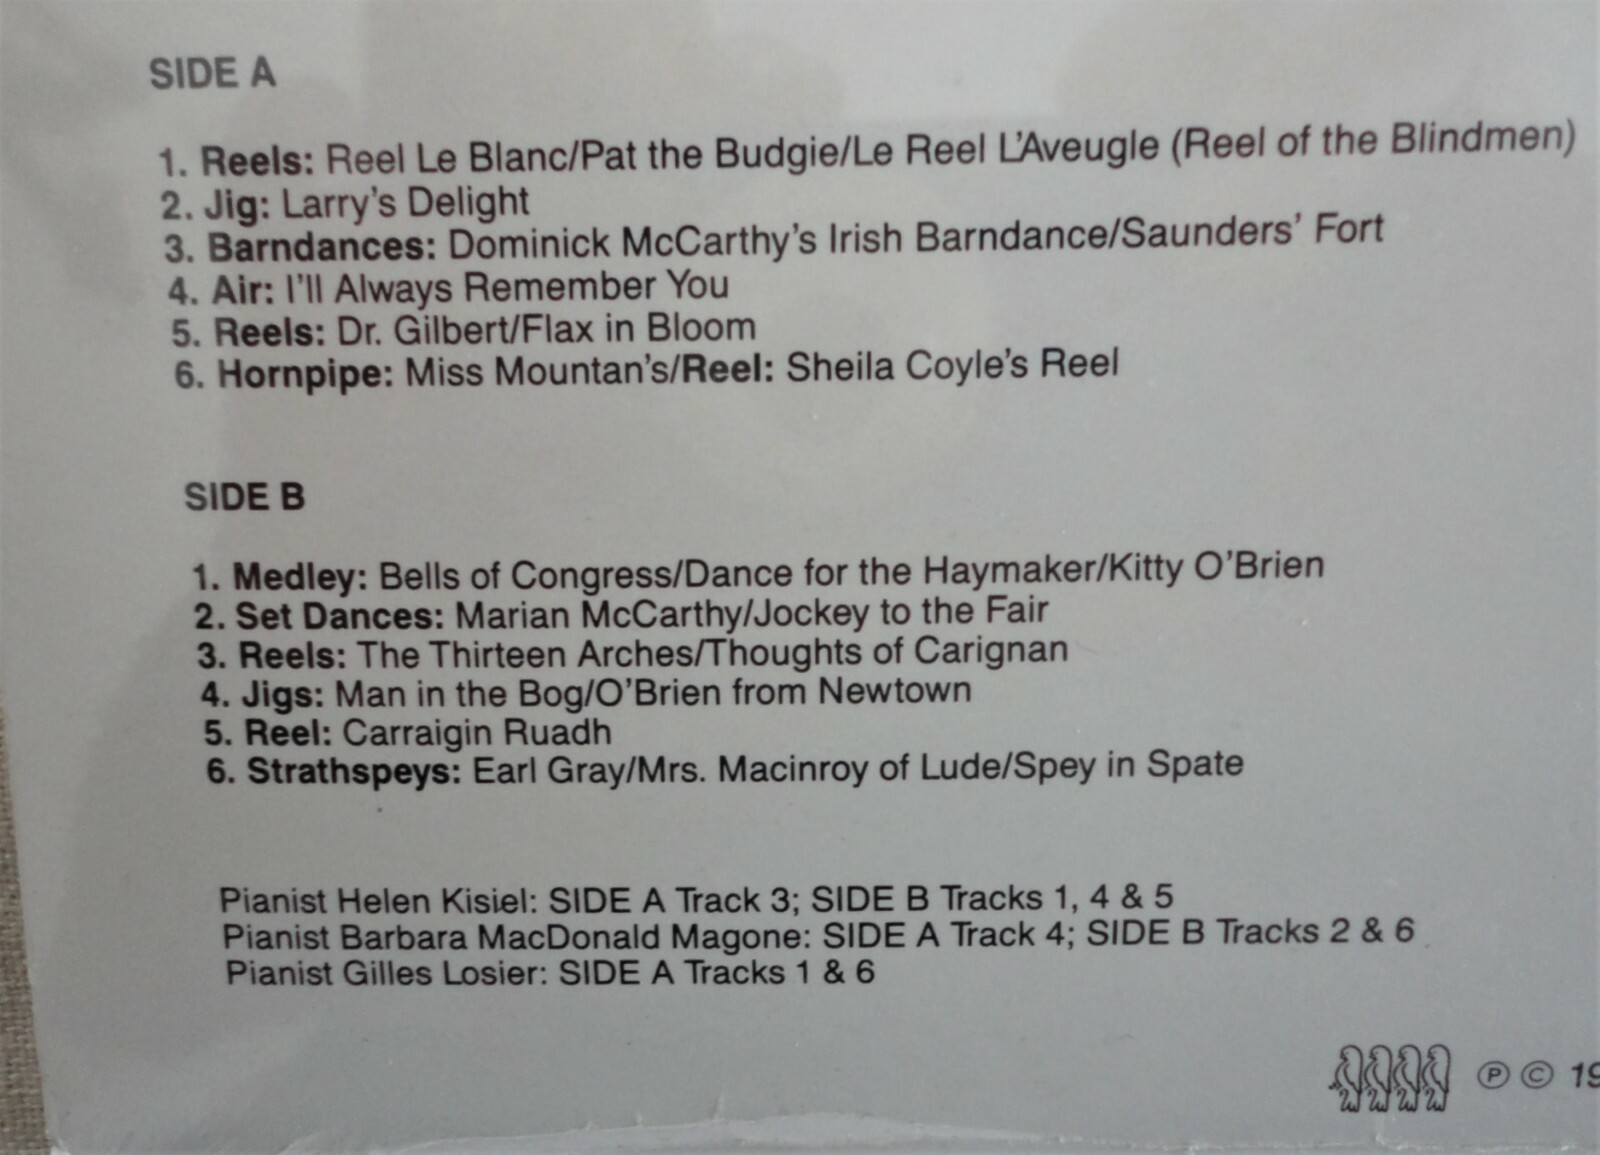 SIDE A
1. Reels: Reel Le Blanc/Pat the Budgie/Le Reel L'Aveugle (Reel of the Blindmen)
2. Jig: Larry's Delight
3. Barndances: Dominick McCarthy's Irish Barndance/Saunders' Fort
4. Air: I'll Always Remember You
5. Reels: Dr. Gilbert/Flax in Bloom
6. Hornpipe: Miss Mountan's/Reel: Sheila Coyle's Reel
SIDE B
1. Medley: Bells of Congress/Dance for the Haymaker/Kitty O'Brien
2. Set Dances: Marian McCarthy/Jockey to the Fair
3. Reels: The Thirteen Arches/Thoughts of Carignan
4. Jigs: Man in the Bog/O'Brien from Newtown
5. Reel: Carraigin Ruadh
6. Strathspeys: Earl Gray/Mrs. Macinroy of Lude/Spey in Spate
Pianist Helen Kisiel: SIDE A Track 3; SIDE B Tracks 1, 4 & 5
Pianist Barbara MacDonald Magone: SIDE A Track 4; SIDE B Tracks 2 & 6
Pianist Gilles Losier: SIDE A Tracks 1 & 6
℗ © 19